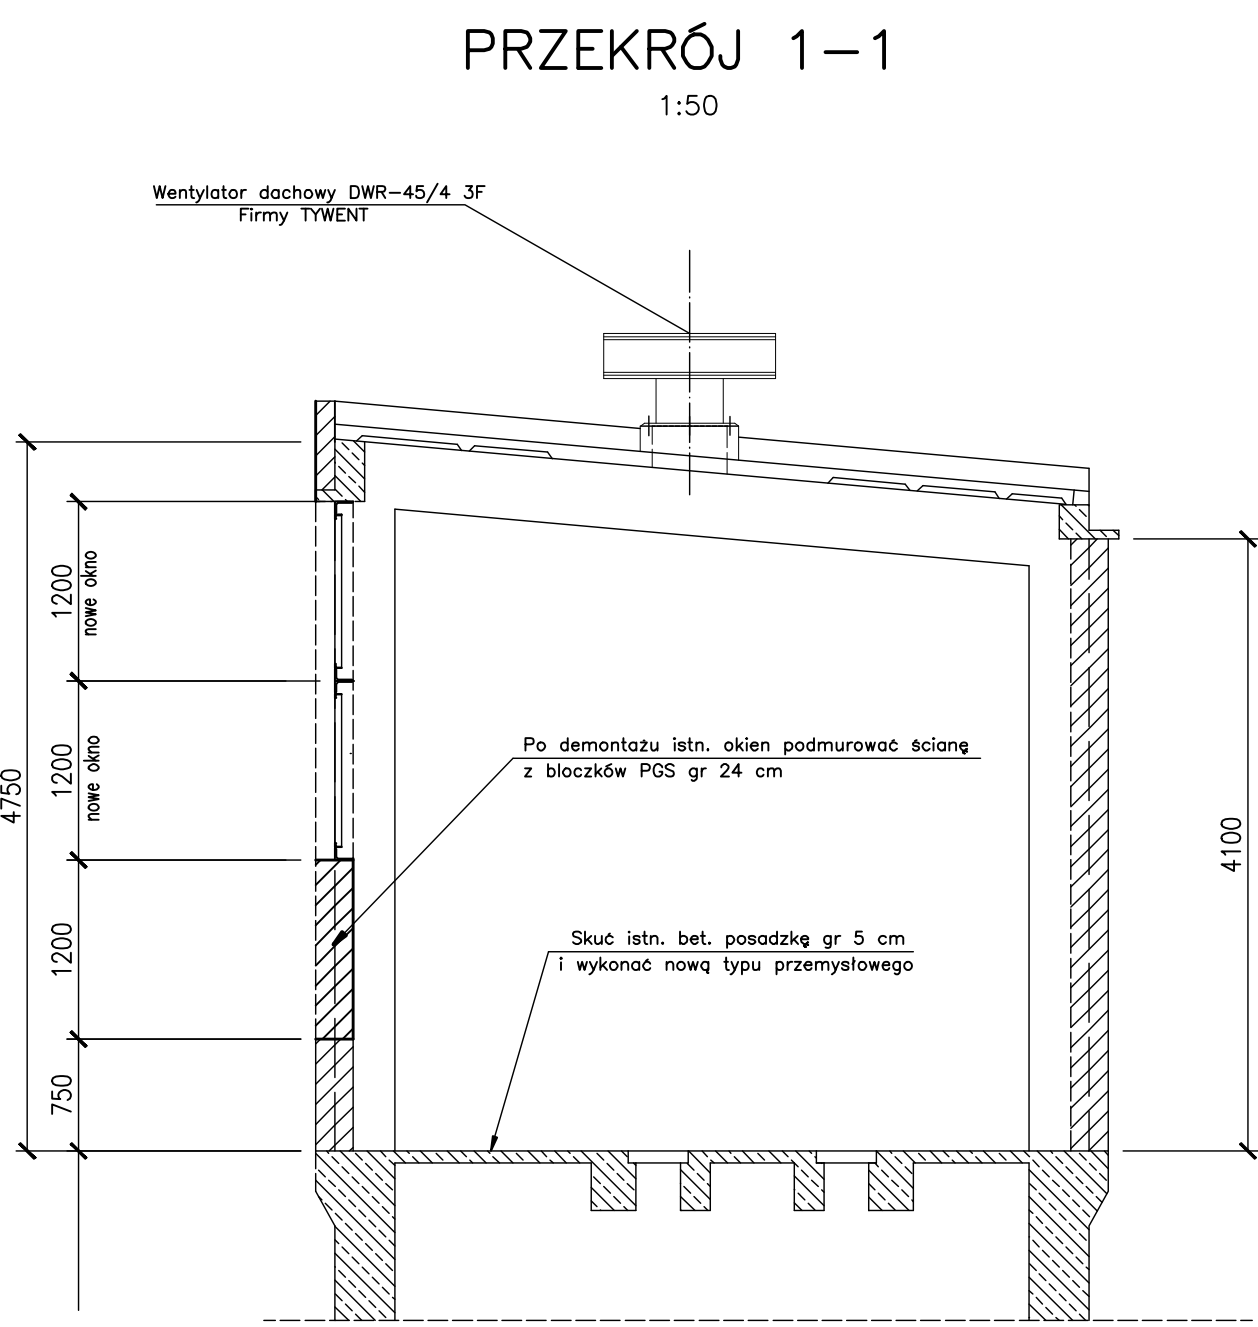 PRZEKRÓJ 1-1
1:50
Wentylator dachowy DWR-45/4 3F
Firmy TYWENT
1200
nowe okno
1200
nowe okno
4750
Po demontażu istn. okien podmurować ścianę
z bloczków PGS gr 24 cm
4100
1200
Skuć istn. bet. posadzkę gr 5 cm
i wykonać nową typu przemysłowego
750